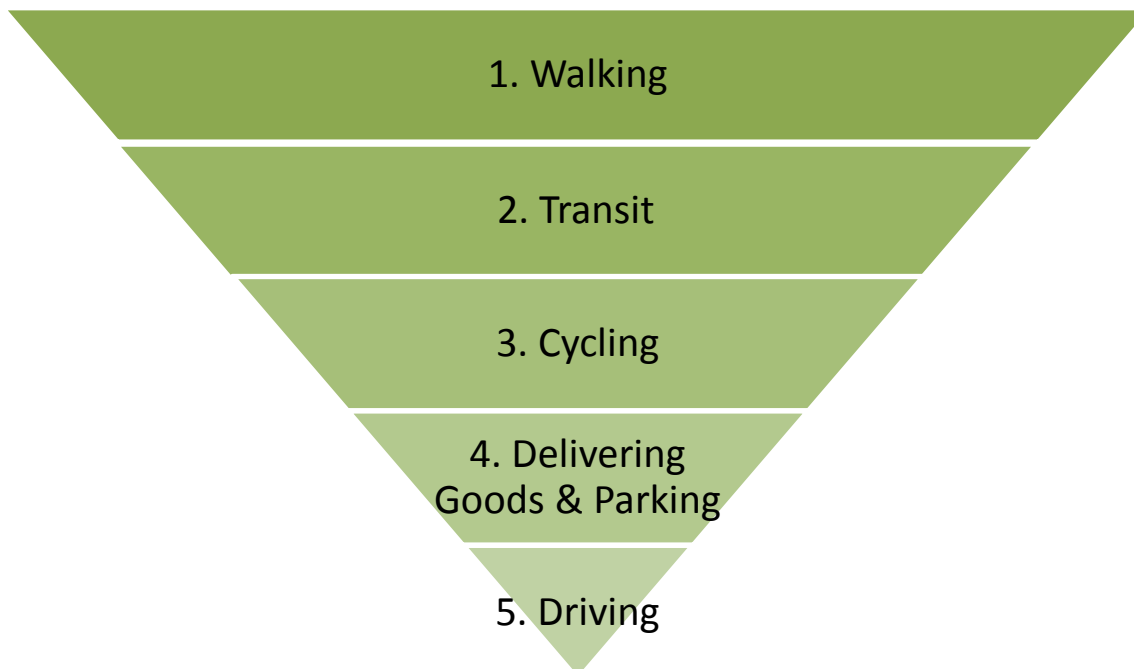 1. Walking
2. Transit
3. Cycling
4. Delivering
Goods & Parking
5. Driving